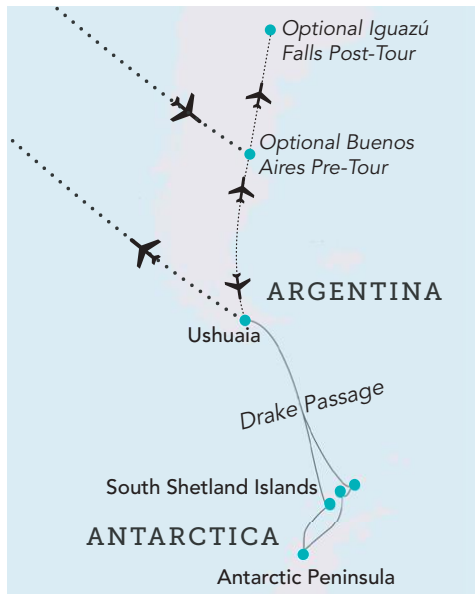 Optional Iguazú
Falls Post-Tour
Optional Buenos
Aires Pre-Tour
ARGENTINA
Ushuaia
Drake Passage
South Shetland Islands
ANTARCTICA
Antarctic Peninsula